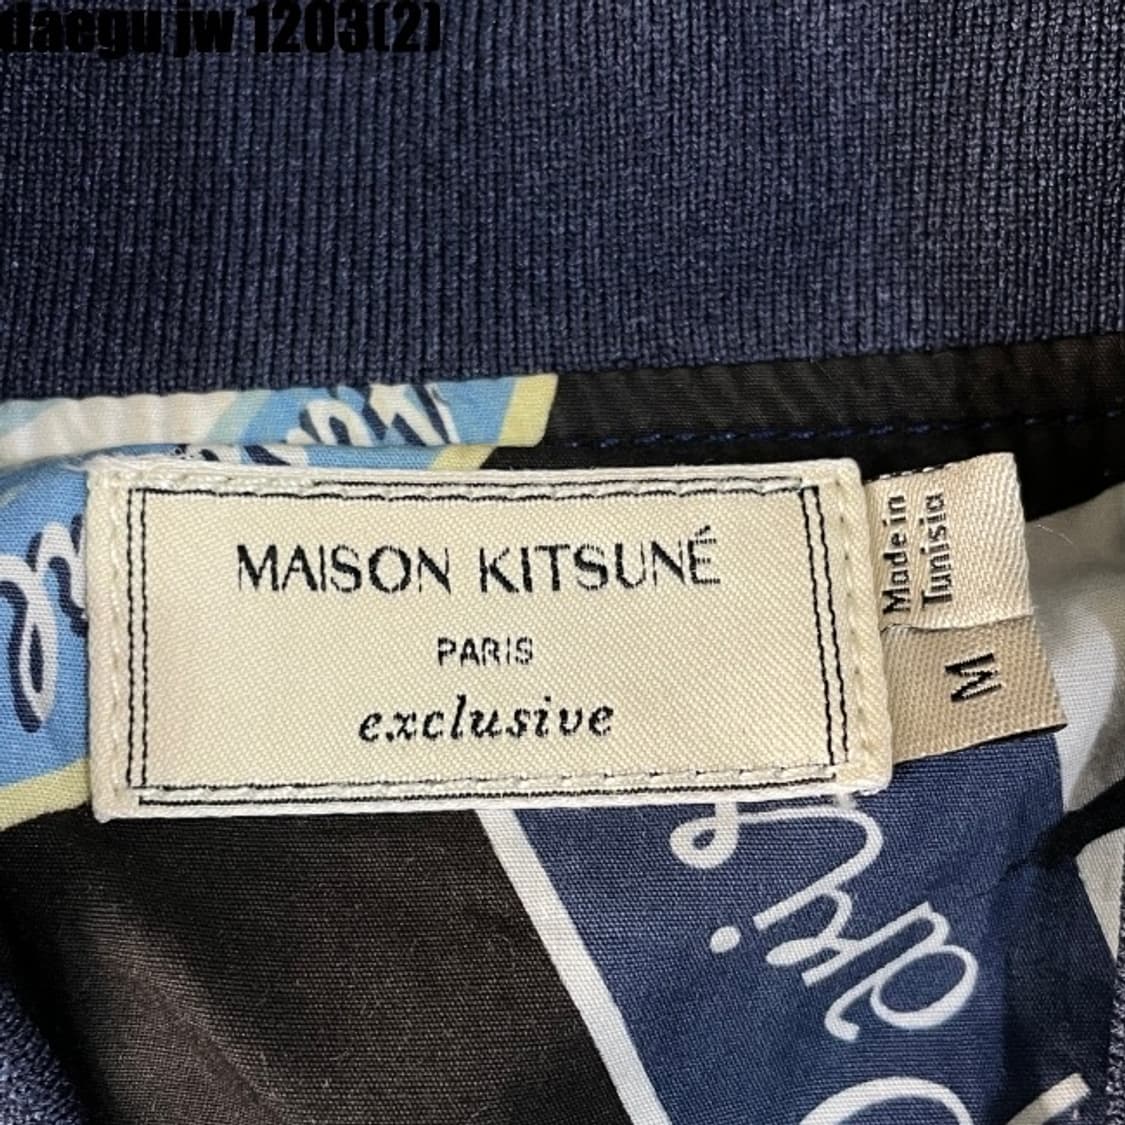 daegu jw 1203(2)
MAISON KITSUNÉ
PARIS
exclusive
Made in
Tunisia
M